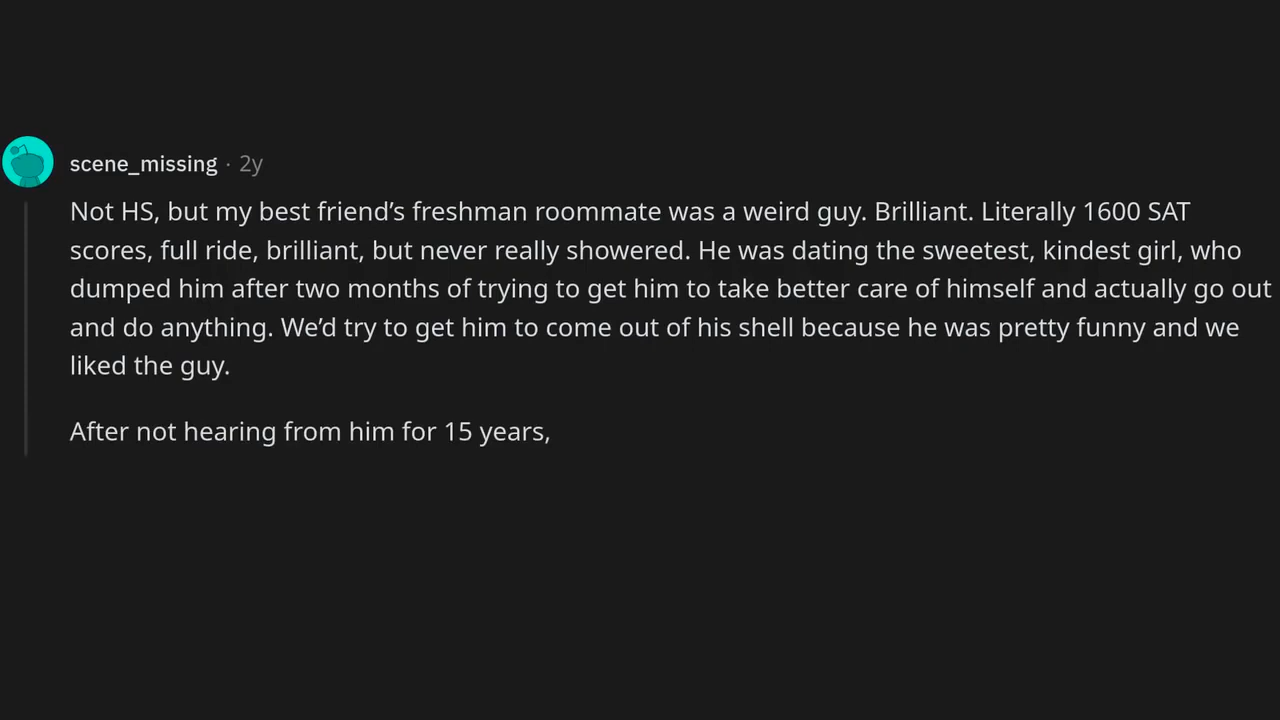 scene_missing · 2y
Not HS, but my best friend’s freshman roommate was a weird guy. Brilliant. Literally 1600 SAT
scores, full ride, brilliant, but never really showered. He was dating the sweetest, kindest girl, who
dumped him after two months of trying to get him to take better care of himself and actually go out
and do anything. We’d try to get him to come out of his shell because he was pretty funny and we
liked the guy.
After not hearing from him for 15 years,